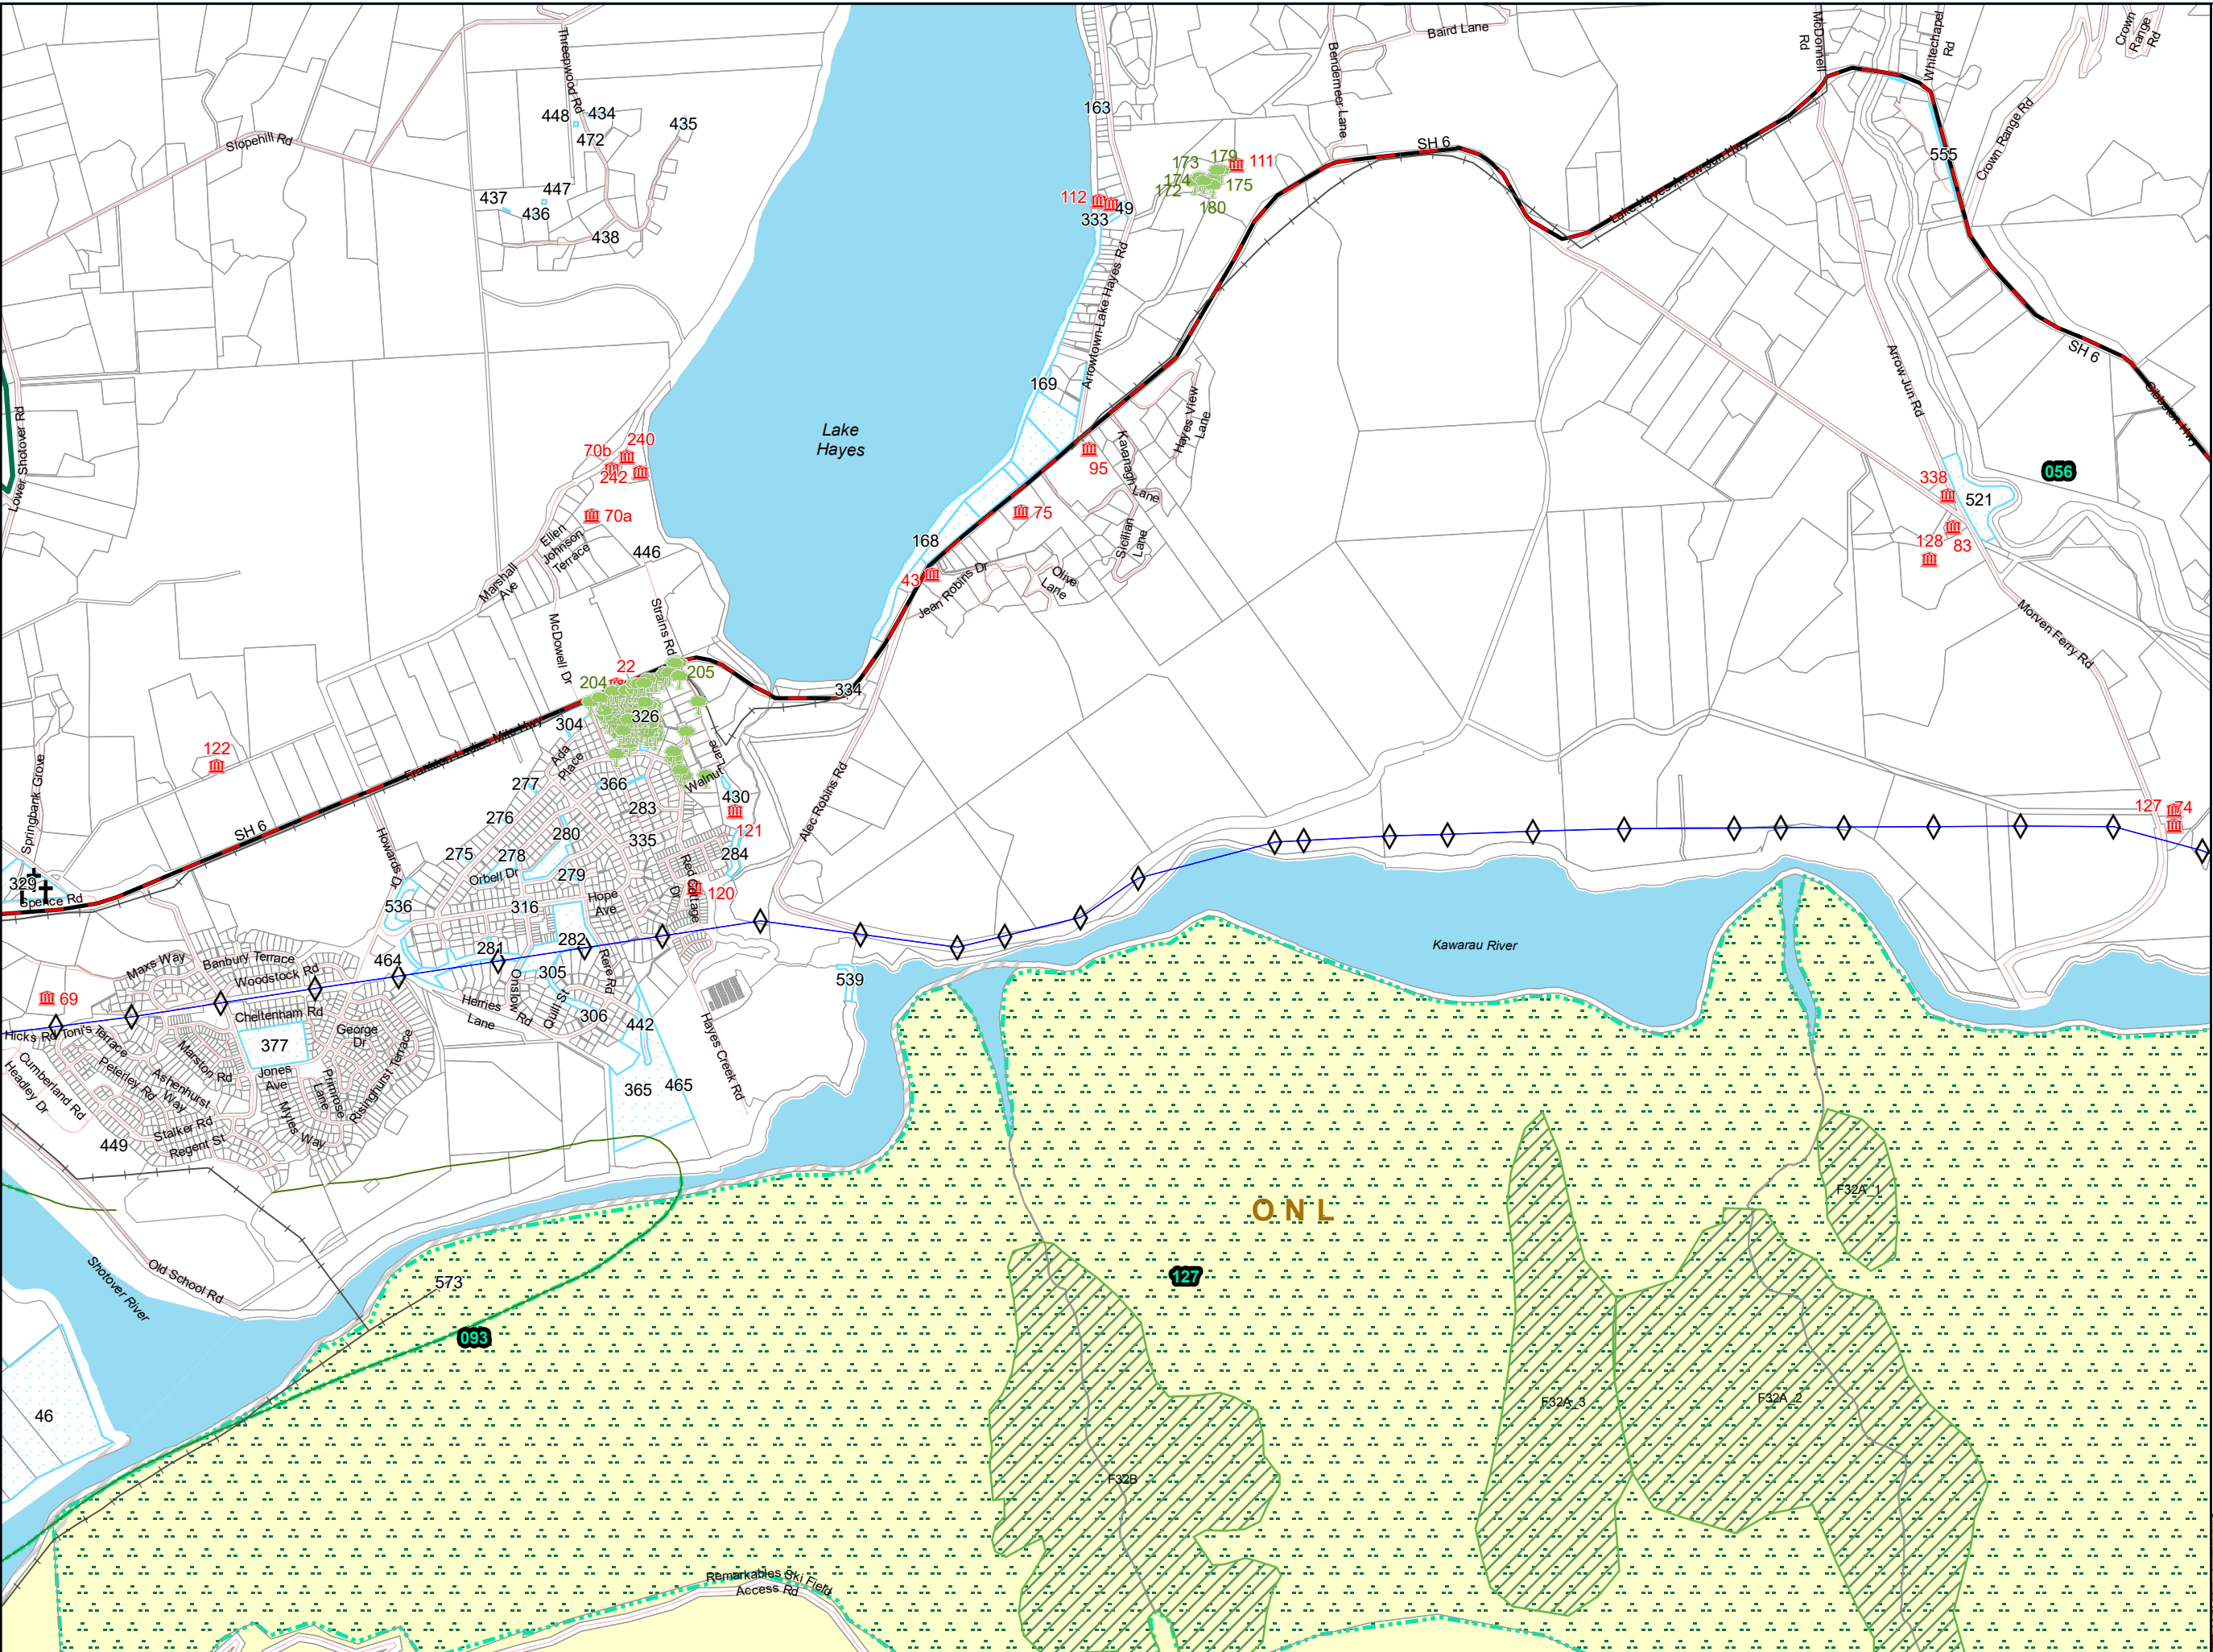 Threepwood Rd
448
434
472
435
Slopehill Rd
437
447
436
438
163
Baird Lane
Bendemeer Lane
McDonnell
Rd
Whitechapel
Rd
Crown
Range
Rd
Crown Range Rd
SH 6
173
179
111
174
175
172
180
112
49
333
555
Lake Hayes Arrow Jun Hwy
Arrowtown-Lake Hayes Rd
SH 6
Gibbston Hwy
Arrow Jun Rd
169
Lake
Hayes
Lower Shotover Rd
Hayes View
Lane
Kavanagh Lane
95
240
70b
242
70a
75
Sicilian
Lane
338
521
056
83
128
Ellen
Johnson
Terrace
446
168
43
Jean Robins Dr
Olive
Lane
Marshall
Ave
McDowell Dr
Strains Rd
Morven Ferry Rd
22
204
205
334
326
304
122
Frankton-Ladies Mile Hwy
Ada
Place
Walnut
Lane
277
366
430
283
276
280
335
121
Springbank Grove
SH 6
Howards Dr
275
278
284
Orbell Dr
279
Red Cottage
Dr
120
Alec Robins Rd
127
74
329
Spence Rd
536
316
Hope
Ave
282
281
Kawarau River
Maxs Way
Banbury Terrace
Woodstock Rd
464
305
Rere Rd
539
69
Herries
Lane
Onslow
Rd
Quill St
306
442
Cheltenham Rd
Hicks Rd
Toni's Terrace
George
Dr
377
Marston Rd
Cumberland Rd
Headley Dr
Peterley Rd
Ashenhurst
Way
Jones
Ave
Primrose
Lane
Risinghurst Terrace
Myles Way
Hayes Creek Rd
365
465
Stalker Rd
Regent St
449
F32A_1
ONL
Shotover River
Old School Rd
573
127
093
46
F32A_3
F32A_2
F32B
Remarkables Ski Field
Access Rd